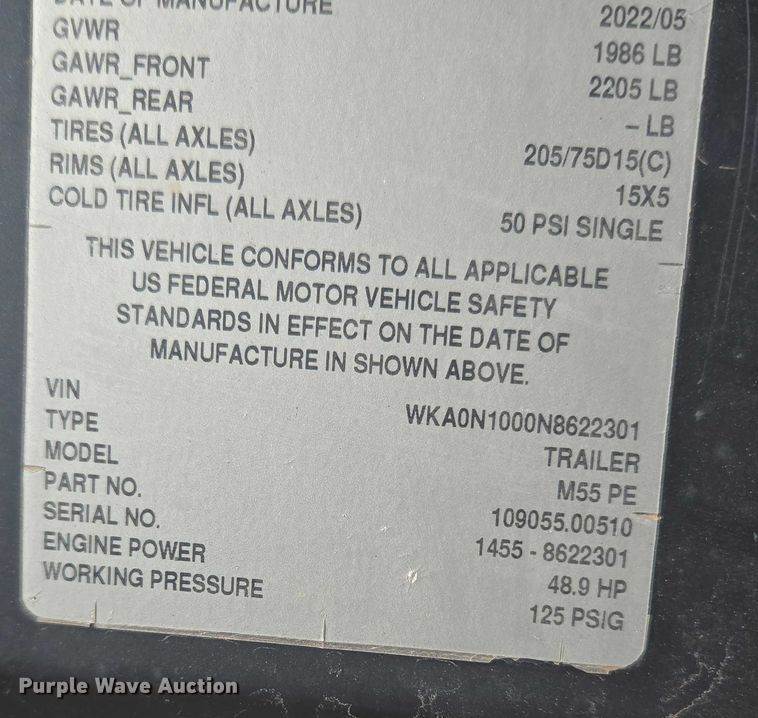 DATE OF MANUFACTURE 2022/05
GVWR 1986 LB
GAWR_FRONT 2205 LB
GAWR_REAR – LB
TIRES (ALL AXLES) 205/75D15(C)
RIMS (ALL AXLES) 15X5
COLD TIRE INFL (ALL AXLES) 50 PSI SINGLE
THIS VEHICLE CONFORMS TO ALL APPLICABLE
US FEDERAL MOTOR VEHICLE SAFETY
STANDARDS IN EFFECT ON THE DATE OF
MANUFACTURE IN SHOWN ABOVE.
VIN WKA0N1000N8622301
TYPE TRAILER
MODEL M55 PE
PART NO. 109055.00510
SERIAL NO. 1455 - 8622301
ENGINE POWER 48.9 HP
WORKING PRESSURE 125 PSIG
Purple Wave Auction